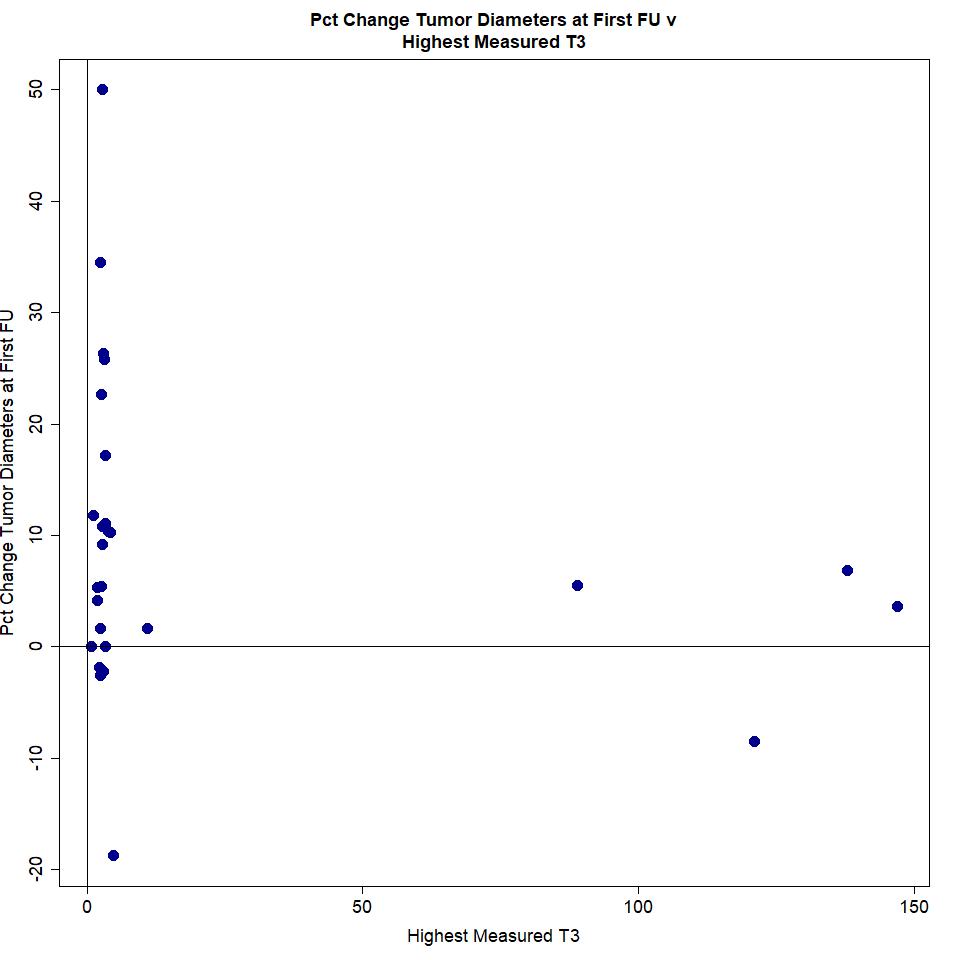 Pct Change Tumor Diameters at First FU v
Highest Measured T3
Pct Change Tumor Diameters at First FU
50
40
30
20
10
0
-10
-20
0 50 100 150
Highest Measured T3